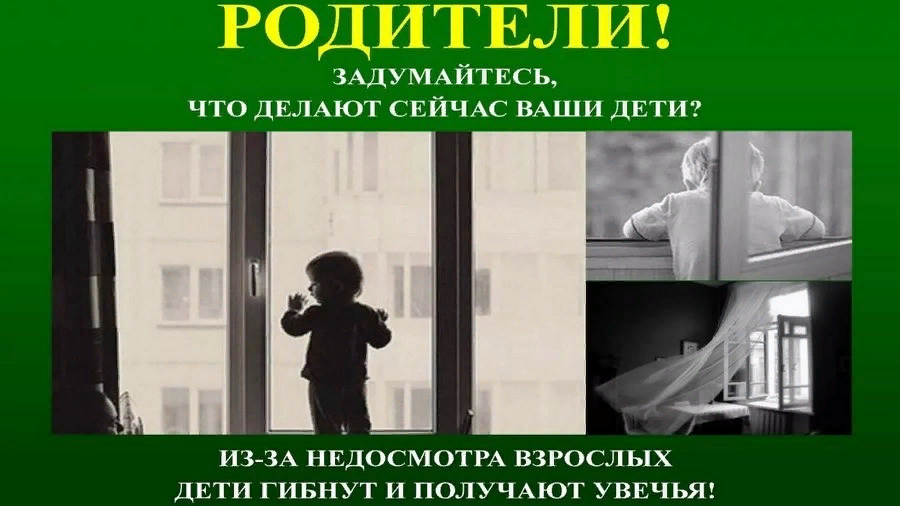 РОДИТЕЛИ!
ЗАДУМАЙТЕСЬ,
ЧТО ДЕЛАЮТ СЕЙЧАС ВАШИ ДЕТИ?
ИЗ-ЗА НЕДОСМОТРА ВЗРОСЛЫХ
ДЕТИ ГИБНУТ И ПОЛУЧАЮТ УВЕЧЬЯ!